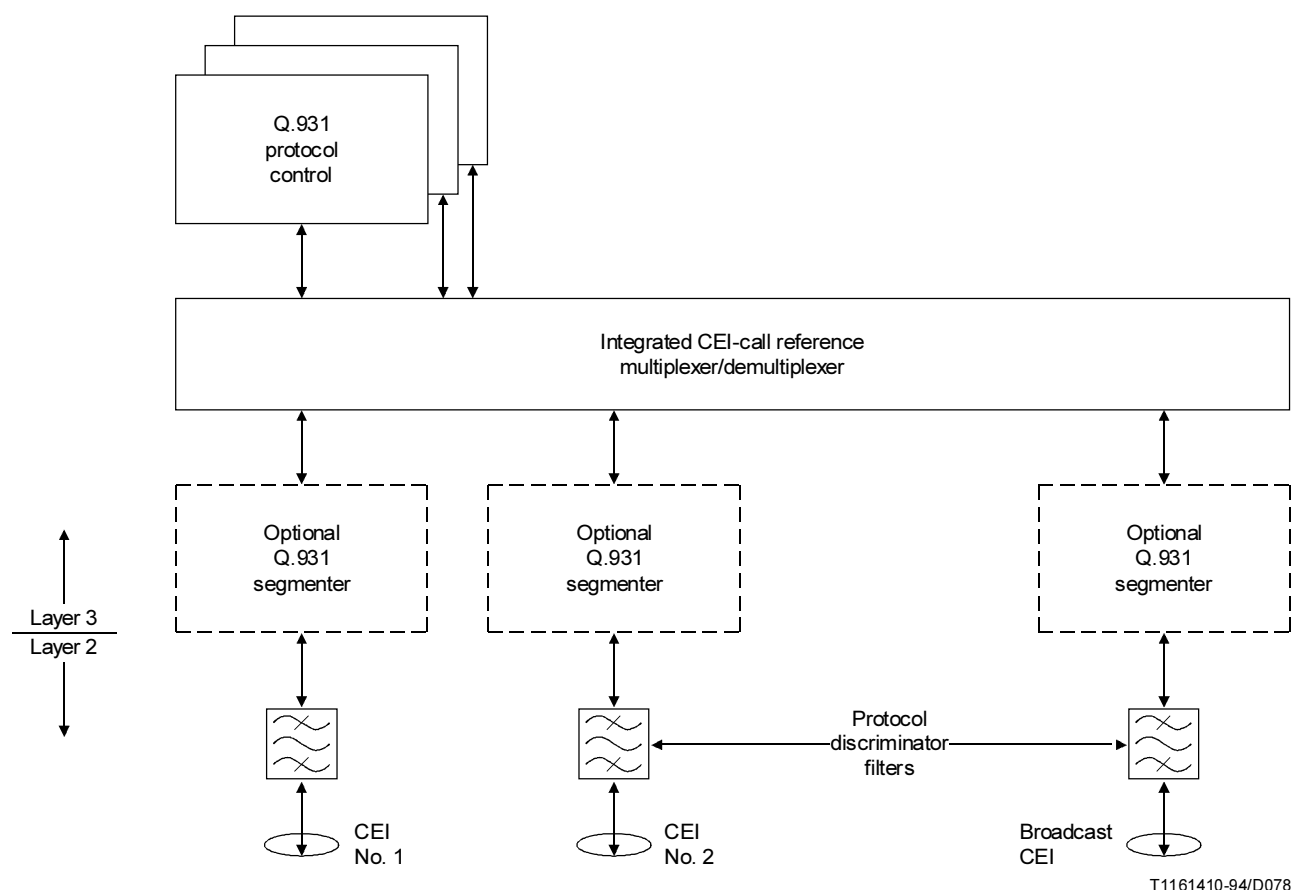 Q.931
protocol
control
Integrated CEI-call reference
multiplexer/demultiplexer
Optional
Q.931
segmenter
Optional
Q.931
segmenter
Optional
Q.931
segmenter
Layer 3
Layer 2
Protocol
discriminator
filters
CEI
No. 1
CEI
No. 2
Broadcast
CEI
T1161410-94/D078